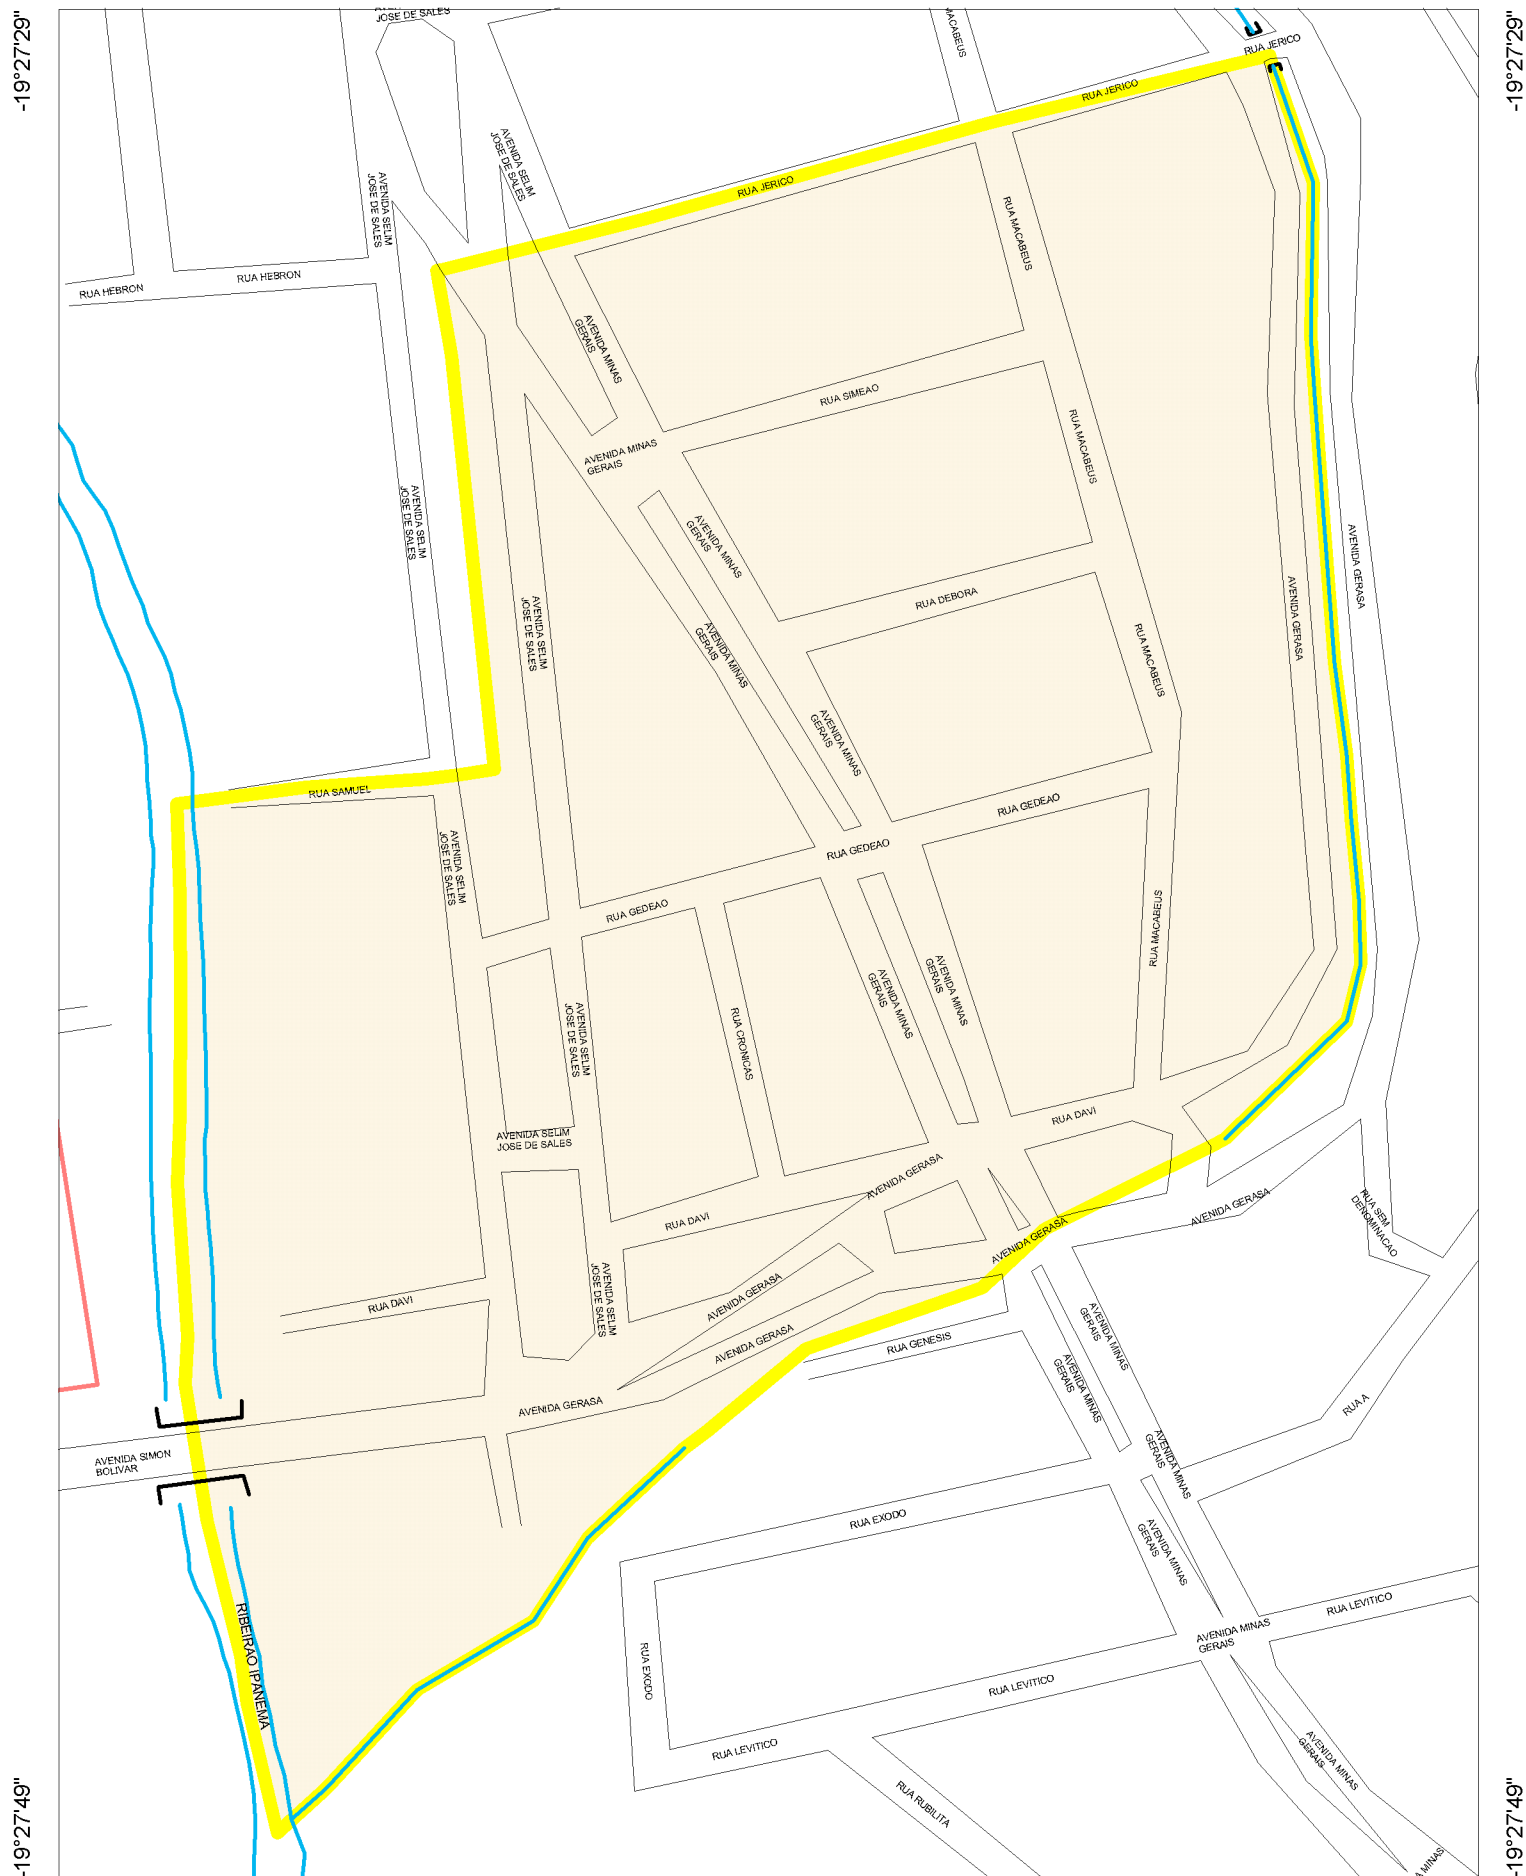 -19°27'29"
-19°27'29"
JOSE DE SALES
MACABEUS
RUA JERICO
RUA JERICO
AVENIDA SELIM
JOSE DE SALES
RUA JERICO
AVENIDA SELIM
JOSE DE SALES
RUA MACABEUS
RUA HEBRON
RUA HEBRON
AVENIDA MINAS
GERAIS
RUA SIMEAO
RUA MACABEUS
AVENIDA MINAS
GERAIS
AVENIDA SELIM
JOSE DE SALES
AVENIDA MINAS
GERAIS
AVENIDA GERASA
AVENIDA GERASA
RUA DEBORA
AVENIDA SELIM
JOSE DE SALES
AVENIDA MINAS
GERAIS
RUA MACABEUS
AVENIDA MINAS
GERAIS
RUA SAMUEL
RUA GEDEAO
AVENIDA SELIM
JOSE DE SALES
RUA GEDEAO
RUA GEDEAO
RUA MACABEUS
AVENIDA MINAS
GERAIS
AVENIDA MINAS
GERAIS
AVENIDA SELIM
JOSE DE SALES
RUA CRONICAS
RUA DAVI
AVENIDA SELIM
JOSE DE SALES
AVENIDA GERASA
RUA DAVI
AVENIDA GERASA
AVENIDA GERASA
RUA SEM
DENOMINACAO
AVENIDA GERASA
RUA DAVI
AVENIDA SELIM
JOSE DE SALES
AVENIDA GERASA
RUA GENESIS
AVENIDA MINAS
GERAIS
AVENIDA MINAS
GERAIS
AVENIDA GERASA
RUA A
AVENIDA SIMON
BOLIVAR
AVENIDA MINAS
GERAIS
RUA EXODO
AVENIDA MINAS
GERAIS
RIBEIRAO IPANEMA
RUA LEVITICO
AVENIDA MINAS
GERAIS
RUA EXODO
RUA LEVITICO
RUA LEVITICO
AVENIDA MINAS
GERAIS
RUA RUBILITA
A MINAS
-19°27'49"
-19°27'49"